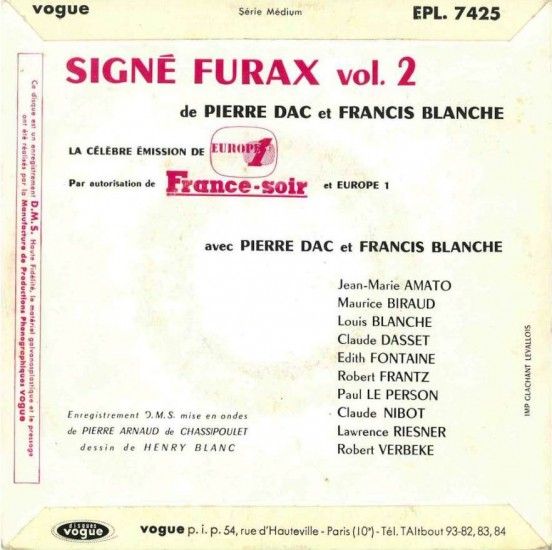 vogue
Série Médium
EPL. 7425
SIGNÉ FURAX vol. 2
de PIERRE DAC et FRANCIS BLANCHE
LA CÉLÈBRE ÉMISSION DE EUROPE 1
Par autorisation de France-soir et EUROPE 1
avec PIERRE DAC et FRANCIS BLANCHE
Jean-Marie AMATO
Maurice BIRAUD
Louis BLANCHE
Claude DASSET
Edith FONTAINE
Robert FRANTZ
Paul LE PERSON
Claude NIBOT
Lawrence RIESNER
Robert VERBEKE
Enregistrement D.M.S. mise en ondes
de PIERRE ARNAUD de CHASSIPOULET
dessin de HENRY BLANC
Ce disque est un enregistrement D.M.S. Haute Fidélité, le matériel galvanoplastique et le pressage
ont été réalisés par la Manufacture de Productions Phonographiques vogue
IMP GLACHANT LEVALLOIS
disques
vogue
vogue p. i. p. 54, rue d'Hauteville - Paris (10e) - Tél. TAItbout 93-82, 83, 84